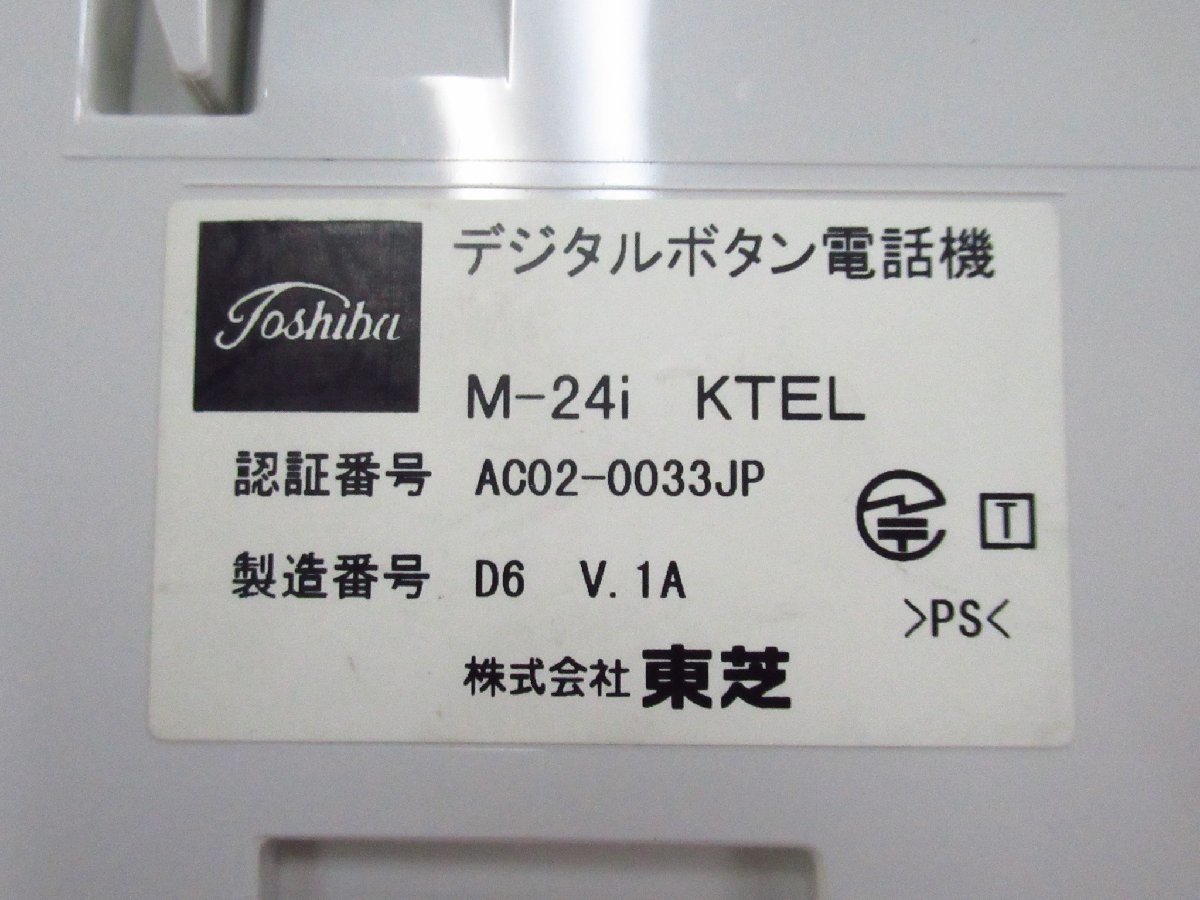 Toshiba
デジタルボタン電話機
M-24i KTEL
認証番号 AC02-0033JP
T
製造番号 D6 V.1A
>PS<
株式会社 東芝